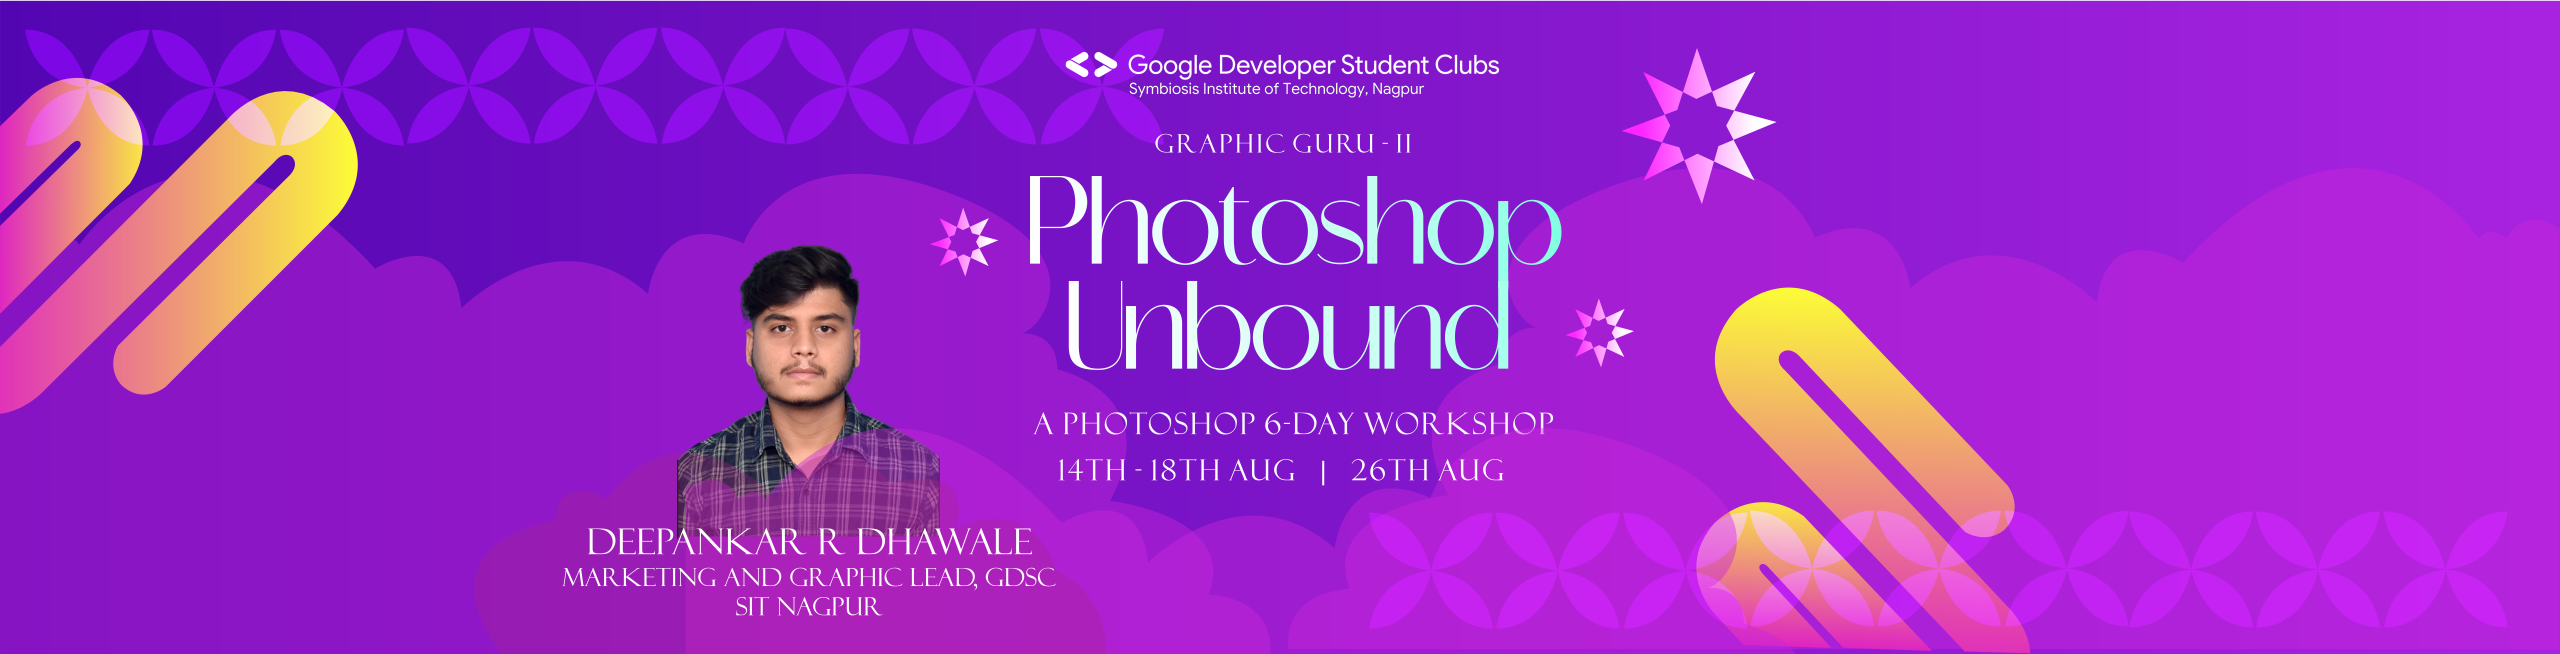 Google Developer Student Clubs
Symbiosis Institute of Technology, Nagpur
GRAPHIC GURU - II
Photoshop
Unbound
A PHOTOSHOP 6-DAY WORKSHOP
14TH - 18TH AUG | 26TH AUG
DEEPANKAR R DHAWALE
MARKETING AND GRAPHIC LEAD, GDSC
SIT NAGPUR